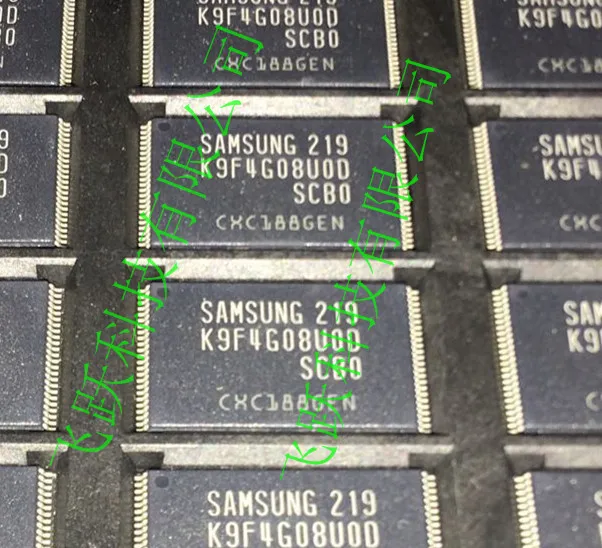 K9F4G08U0D
SCB0
CXC188GEN
SAMSUNG 219
K9F4G08U0D
SCB0
CXC188GEN
SAMSUNG 219
K9F4G08U0D
SCB0
CXC188GEN
SAMSUNG 219
K9F4G08U0D
飞跃科技有限公司
飞跃科技有限公司